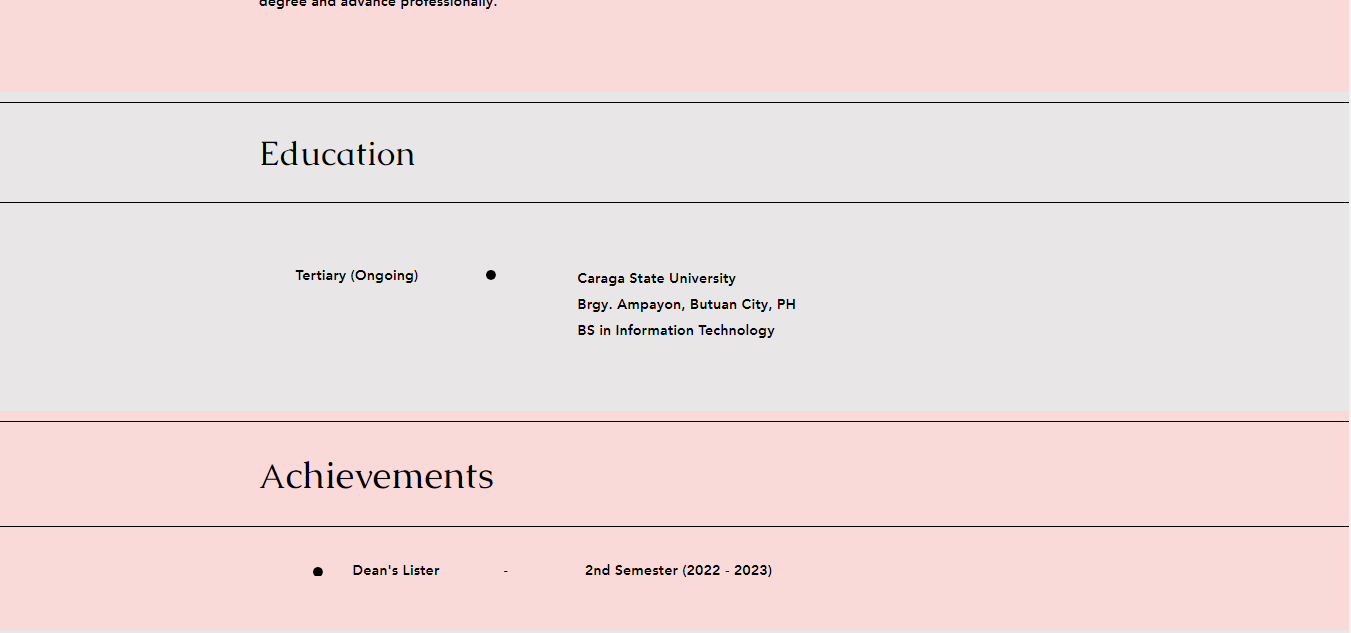 degree and advance professionally.
Education
Tertiary (Ongoing)
Caraga State University
Brgy. Ampayon, Butuan City, PH
BS in Information Technology
Achievements
Dean's Lister - 2nd Semester (2022 - 2023)